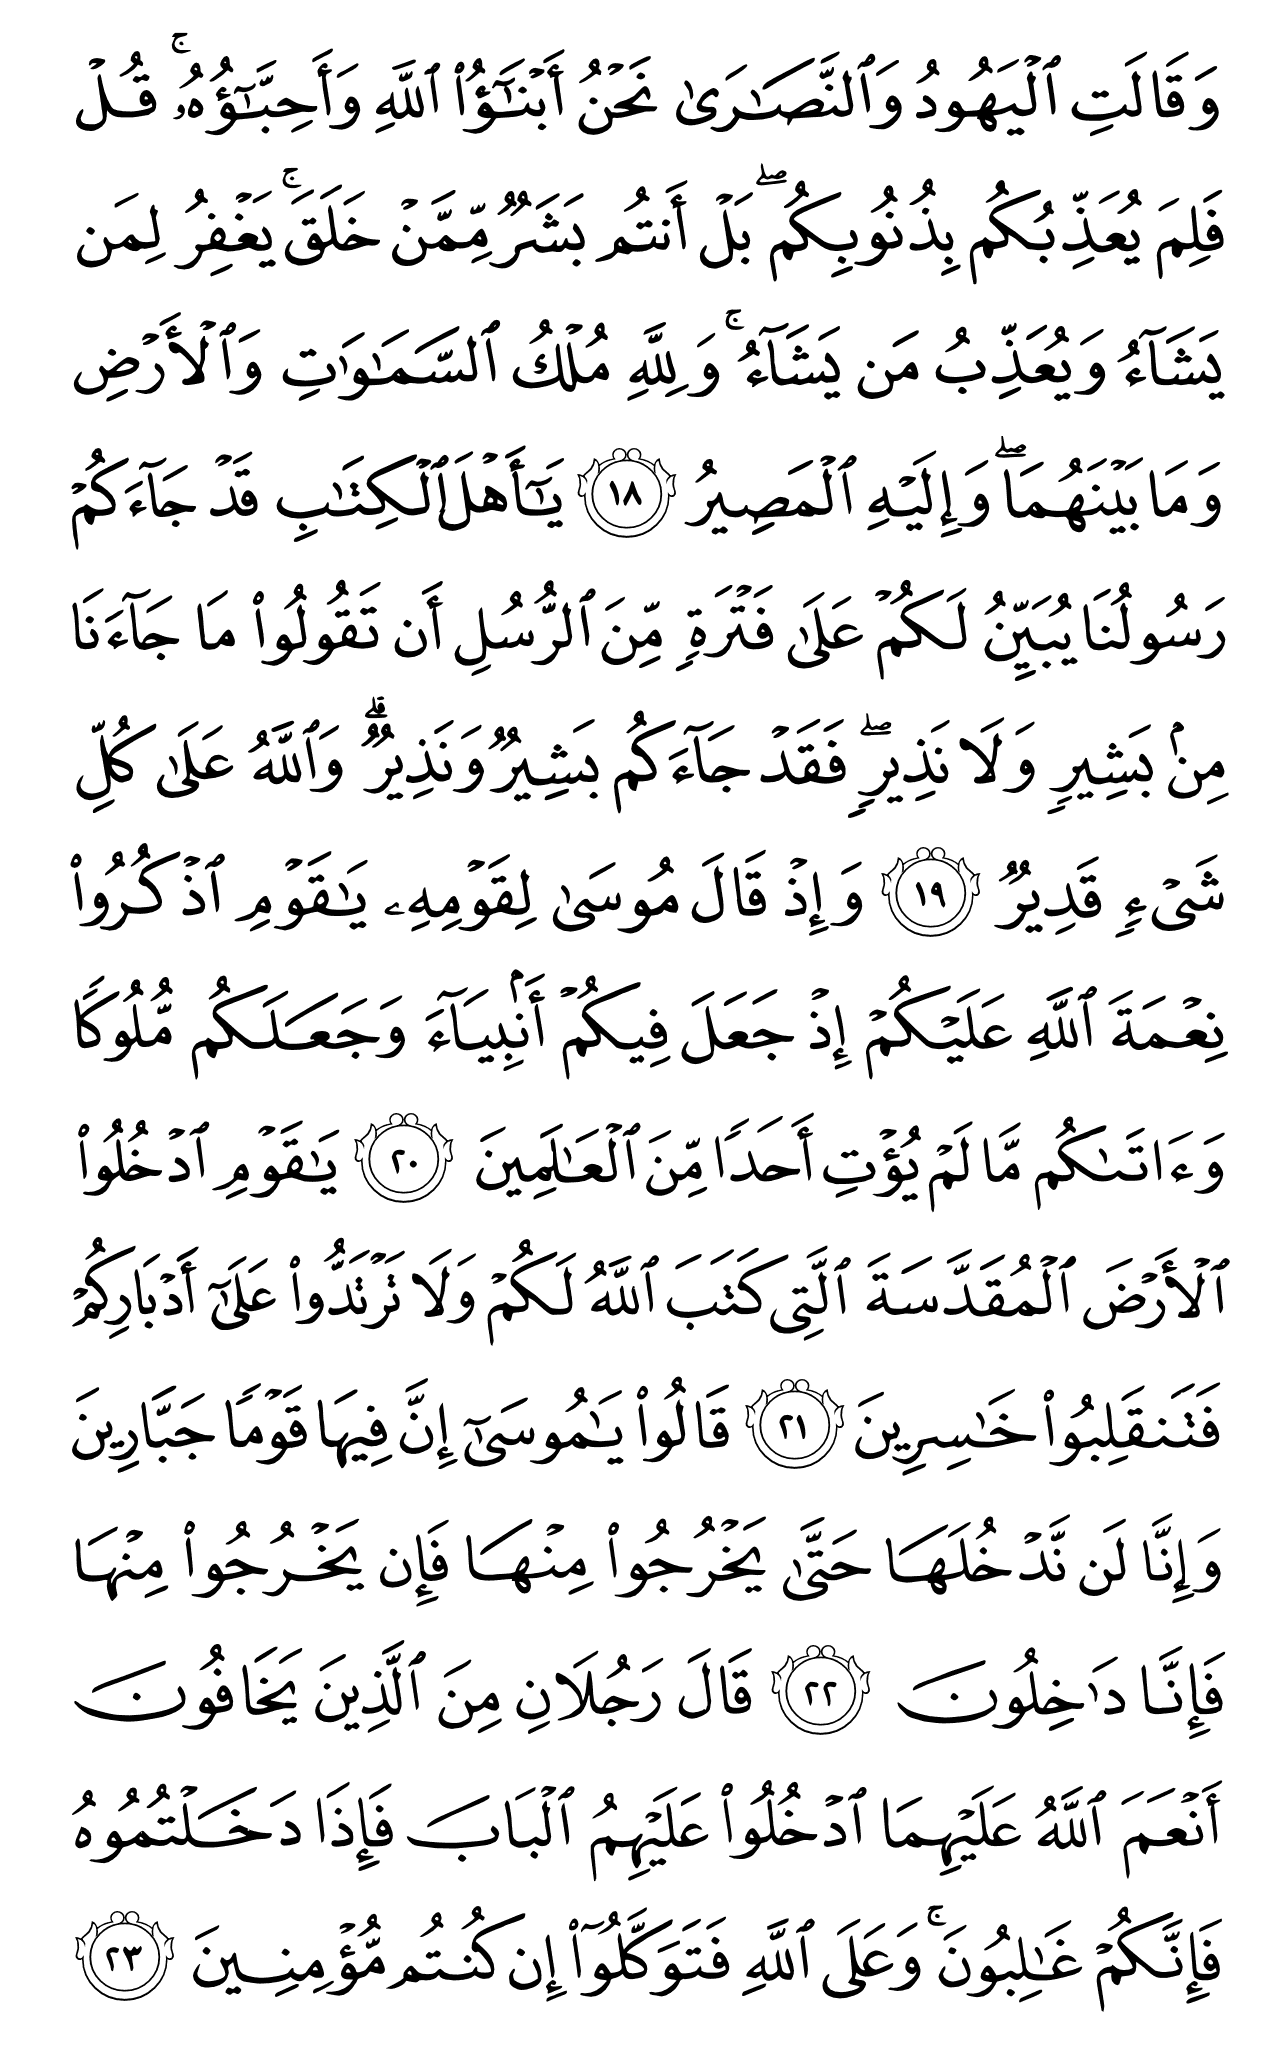 وَقَالَتِ ٱلۡيَهُودُ وَٱلنَّصَٰرَىٰ نَحۡنُ أَبۡنَٰٓؤُاْ ٱللَّهِ وَأَحِبَّٰٓؤُهُۥۚ قُلۡ
فَلِمَ يُعَذِّبُكُم بِذُنُوبِكُمۖ بَلۡ أَنتُم بَشَرٞ مِّمَّنۡ خَلَقَۚ يَغۡفِرُ لِمَن
يَشَآءُ وَيُعَذِّبُ مَن يَشَآءُۚ وَلِلَّهِ مُلۡكُ ٱلسَّمَٰوَٰتِ وَٱلۡأَرۡضِ
وَمَا بَيۡنَهُمَاۖ وَإِلَيۡهِ ٱلۡمَصِيرُ ١٨ يَٰٓأَهۡلَ ٱلۡكِتَٰبِ قَدۡ جَآءَكُمۡ
رَسُولُنَا يُبَيِّنُ لَكُمۡ عَلَىٰ فَتۡرَةٖ مِّنَ ٱلرُّسُلِ أَن تَقُولُواْ مَا جَآءَنَا
مِنۢ بَشِيرٖ وَلَا نَذِيرٖۖ فَقَدۡ جَآءَكُم بَشِيرٞ وَنَذِيرٞۗ وَٱللَّهُ عَلَىٰ كُلِّ
شَيۡءٖ قَدِيرٞ ١٩ وَإِذۡ قَالَ مُوسَىٰ لِقَوۡمِهِۦ يَٰقَوۡمِ ٱذۡكُرُواْ
نِعۡمَةَ ٱللَّهِ عَلَيۡكُمۡ إِذۡ جَعَلَ فِيكُمۡ أَنۢبِيَآءَ وَجَعَلَكُم مُّلُوكٗا
وَءَاتَىٰكُم مَّا لَمۡ يُؤۡتِ أَحَدٗا مِّنَ ٱلۡعَٰلَمِينَ ٢٠ يَٰقَوۡمِ ٱدۡخُلُواْ
ٱلۡأَرۡضَ ٱلۡمُقَدَّسَةَ ٱلَّتِي كَتَبَ ٱللَّهُ لَكُمۡ وَلَا تَرۡتَدُّواْ عَلَىٰٓ أَدۡبَارِكُمۡ
فَتَنقَلِبُواْ خَٰسِرِينَ ٢١ قَالُواْ يَٰمُوسَىٰٓ إِنَّ فِيهَا قَوۡمٗا جَبَّارِينَ
وَإِنَّا لَن نَّدۡخُلَهَا حَتَّىٰ يَخۡرُجُواْ مِنۡهَا فَإِن يَخۡرُجُواْ مِنۡهَا
فَإِنَّا دَٰخِلُونَ ٢٢ قَالَ رَجُلَانِ مِنَ ٱلَّذِينَ يَخَافُونَ
أَنۡعَمَ ٱللَّهُ عَلَيۡهِمَا ٱدۡخُلُواْ عَلَيۡهِمُ ٱلۡبَابَ فَإِذَا دَخَلۡتُمُوهُ
فَإِنَّكُمۡ غَٰلِبُونَۚ وَعَلَى ٱللَّهِ فَتَوَكَّلُوٓاْ إِن كُنتُم مُّؤۡمِنِينَ ٢٣